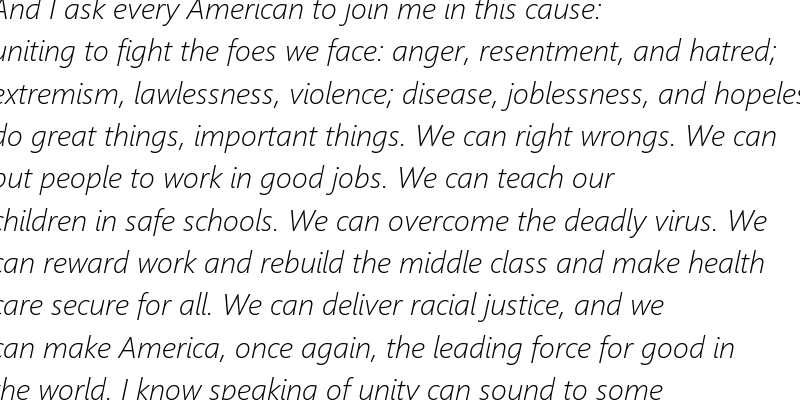 And I ask every American to join me in this cause:
uniting to fight the foes we face: anger, resentment, and hatred;
extremism, lawlessness, violence; disease, joblessness, and hopeles
do great things, important things. We can right wrongs. We can
put people to work in good jobs. We can teach our
children in safe schools. We can overcome the deadly virus. We
can reward work and rebuild the middle class and make health
care secure for all. We can deliver racial justice, and we
can make America, once again, the leading force for good in
the world. I know speaking of unity can sound to some